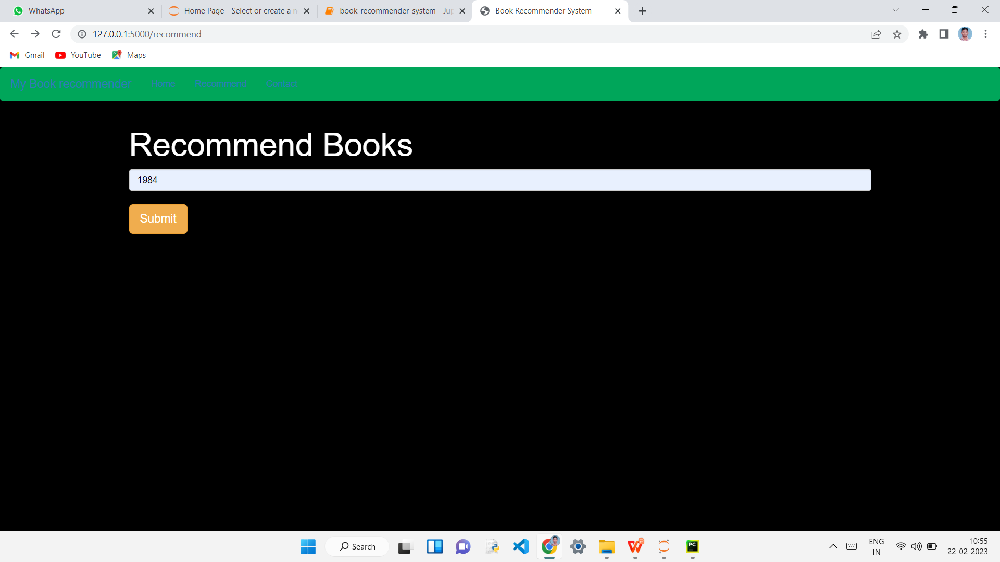 WhatsApp
Home Page - Select or create a n
book-recommender-system - Jup
Book Recommender System
127.0.0.1:5000/recommend
Gmail
YouTube
Maps
My Book recommender
Home
Recommend
Contact
Recommend Books
1984
Submit
Search
PC
ENG
IN
10:55
22-02-2023